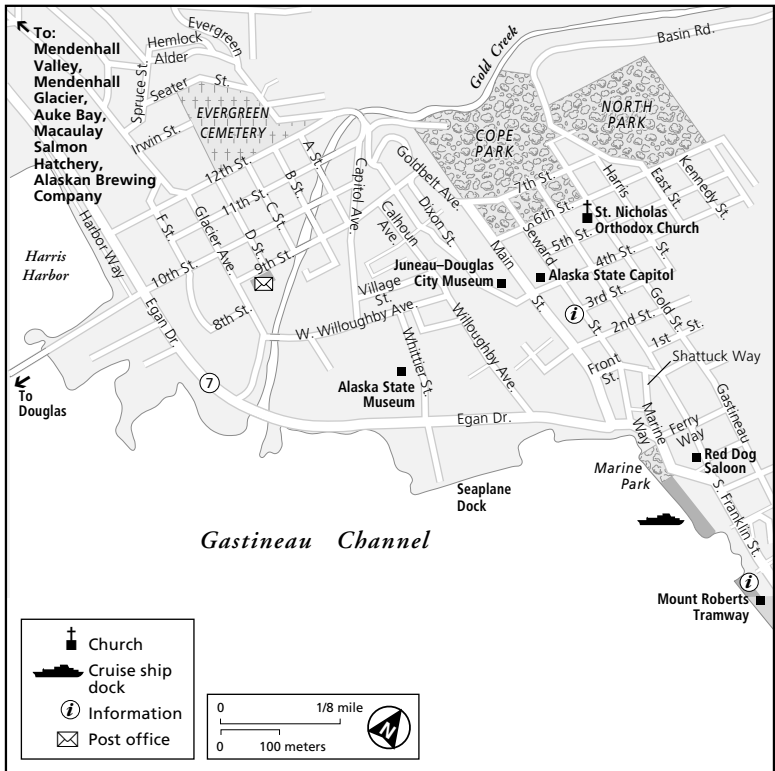 To:
Mendenhall
Valley,
Mendenhall
Glacier,
Auke Bay,
Macaulay
Salmon
Hatchery,
Alaskan Brewing
Company
Hemlock
Evergreen
Alder
Spruce St.
Seater St.
Irwin St.
EVERGREEN
CEMETERY
Gold Creek
Basin Rd.
NORTH
PARK
COPE
PARK
12th St.
A St.
Capitol Ave.
Goldbelt Ave.
7th St.
Harris
East St.
Kennedy St.
11th St.
B St.
C St.
Calhoun
Ave.
Dixon St.
6th St.
St. Nicholas
Orthodox Church
Harbor Way
F St.
Glacier Ave.
D St.
9th St.
Seward
5th St.
4th St.
St.
Harris
Harbor
10th St.
Juneau–Douglas
City Museum
Main
St.
Alaska State Capitol
3rd St.
Gold St.
Village
St.
i
St.
2nd St.
1st St.
Egan Dr.
8th St.
W. Willoughby Ave.
Willoughby Ave.
Front
St.
Shattuck Way
Whittier St.
7
To
Douglas
Alaska State
Museum
Egan Dr.
Marine
Way
Ferry
Way
Gastineau
Red Dog
Saloon
Marine
Park
Seaplane
Dock
S. Franklin St.
Gastineau Channel
i
Mount Roberts
Tramway
Church
Cruise ship
dock
i Information
Post office
0 1/8 mile
0 100 meters
N